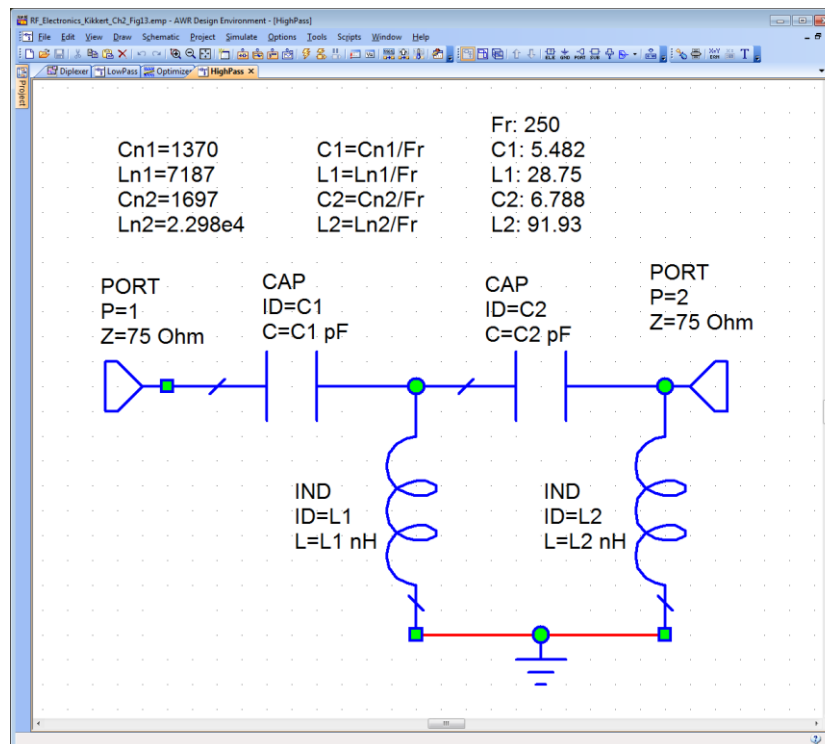 RF_Electronics_Kikkert_Ch2_Fig13.emp - AWR Design Environment - [HighPass]
File Edit View Draw Schematic Project Simulate Options Tools Scripts Window Help
Diplexer LowPass Optimize HighPass
Project
Cn1=1370
Ln1=7187
Cn2=1697
Ln2=2.298e4
C1=Cn1/Fr
L1=Ln1/Fr
C2=Cn2/Fr
L2=Ln2/Fr
Fr: 250
C1: 5.482
L1: 28.75
C2: 6.788
L2: 91.93
PORT
P=1
Z=75 Ohm
CAP
ID=C1
C=C1 pF
CAP
ID=C2
C=C2 pF
PORT
P=2
Z=75 Ohm
IND
ID=L1
L=L1 nH
IND
ID=L2
L=L2 nH